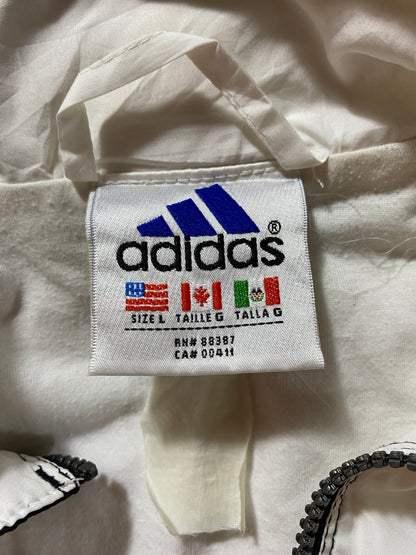 adidas®
SIZE L TAILLE G TALLA G
RN# 88387
CA# 00411